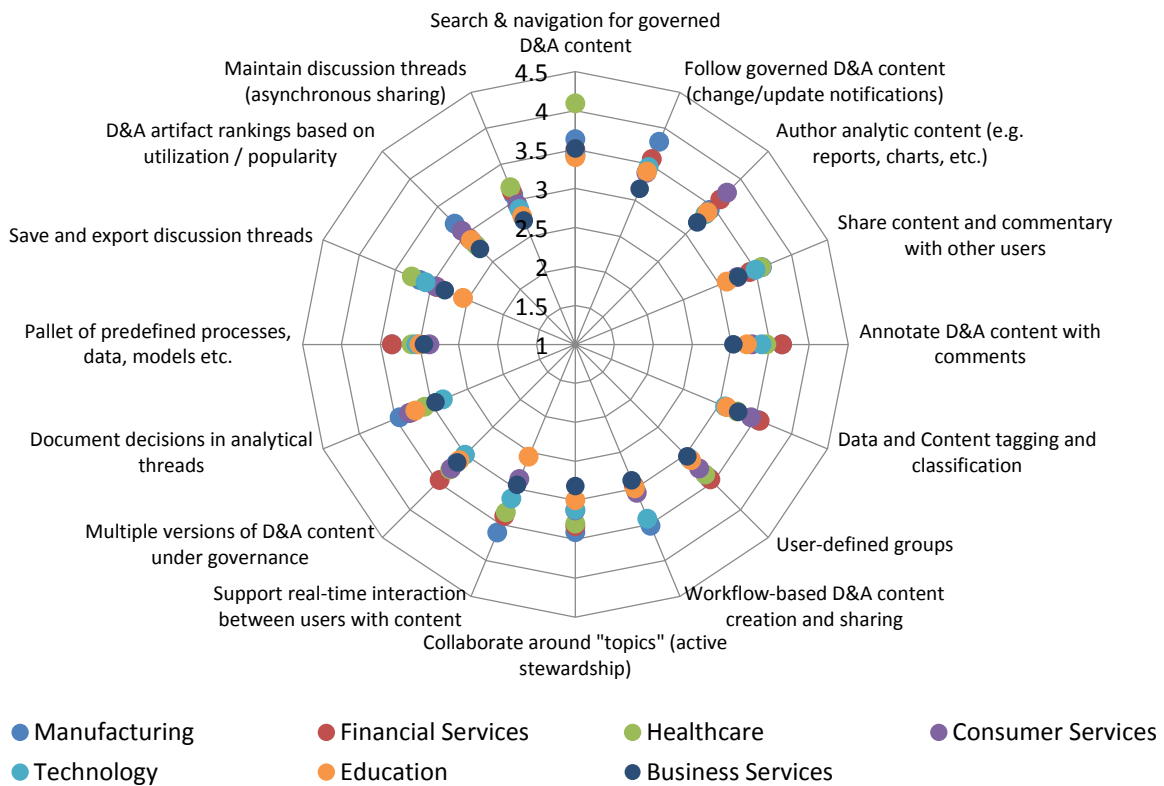 Search & navigation for governed
D&A content
Follow governed D&A content
(change/update notifications)
Author analytic content (e.g.
reports, charts, etc.)
Share content and commentary
with other users
Annotate D&A content with
comments
Data and Content tagging and
classification
User-defined groups
Workflow-based D&A content
creation and sharing
Collaborate around "topics" (active
stewardship)
Support real-time interaction
between users with content
Multiple versions of D&A content
under governance
Document decisions in analytical
threads
Pallet of predefined processes,
data, models etc.
Save and export discussion threads
D&A artifact rankings based on
utilization / popularity
Maintain discussion threads
(asynchronous sharing)
4.5
4
3.5
3
2.5
2
1.5
1
Manufacturing
Financial Services
Healthcare
Consumer Services
Technology
Education
Business Services